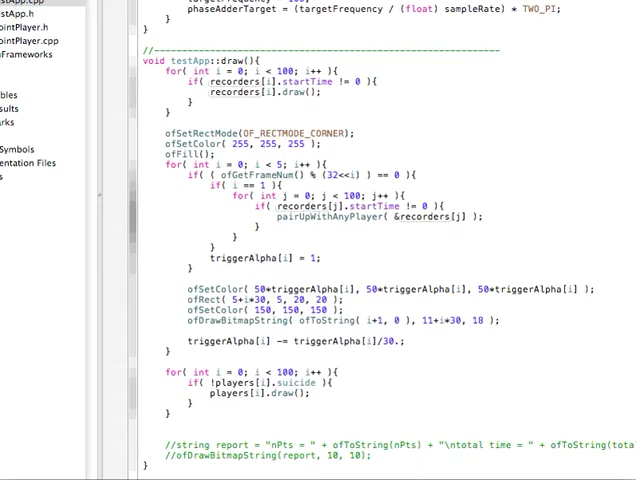 stApp.cpp
stApp.h
ointPlayer.h
ointPlayer.cpp
Frameworks
bles
sults
rks
Symbols
entation Files
s
phaseAdderTarget = (targetFrequency / (float) sampleRate) * TWO_PI;
}
}
//--------------------------------------------------------------
void testApp::draw(){
for( int i = 0; i < 100; i++ ){
if( recorders[i].startTime != 0 ){
recorders[i].draw();
}
}
ofSetRectMode(OF_RECTMODE_CORNER);
ofSetColor( 255, 255, 255 );
ofFill();
for( int i = 0; i < 5; i++ ){
if( ( ofGetFrameNum() % (32<<i) ) == 0 ){
if( i == 1 ){
for( int j = 0; j < 100; j++ ){
if( recorders[j].startTime != 0 ){
pairUpWithAnyPlayer( &recorders[j] );
}
}
}
triggerAlpha[i] = 1;
}
ofSetColor( 50*triggerAlpha[i], 50*triggerAlpha[i], 50*triggerAlpha[i] );
ofRect( 5+i*30, 5, 20, 20 );
ofSetColor( 150, 150, 150 );
ofDrawBitmapString( ofToString( i+1, 0 ), 11+i*30, 18 );
triggerAlpha[i] -= triggerAlpha[i]/30.;
}
for( int i = 0; i < 100; i++ ){
if( !players[i].suicide ){
players[i].draw();
}
}
//string report = "nPts = " + ofToString(nPts) + "\ntotal time = " + ofToString(tota
//ofDrawBitmapString(report, 10, 10);
}